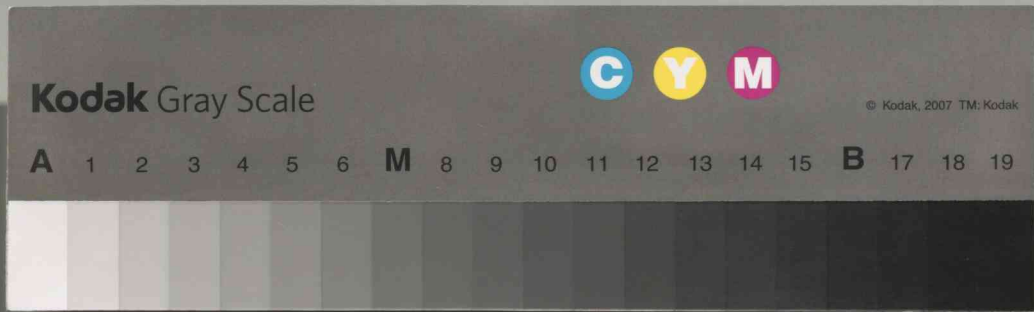 Kodak Gray Scale
C Y M
© Kodak, 2007 TM: Kodak
A 1 2 3 4 5 6 M 8 9 10 11 12 13 14 15 B 17 18 19